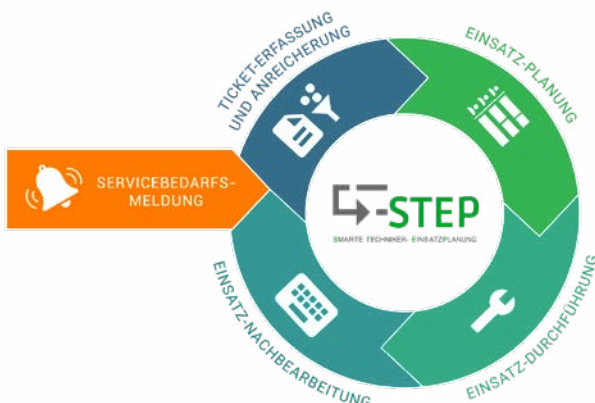 TICKET-ERFASSUNG
UND ANREICHERUNG
EINSATZ-PLANUNG
SERVICEBEDARFS-
MELDUNG
STEP
SMARTE TECHNIKER- EINSATZPLANUNG
EINSATZ-NACHBEARBEITUNG
EINSATZ-DURCHFÜHRUNG